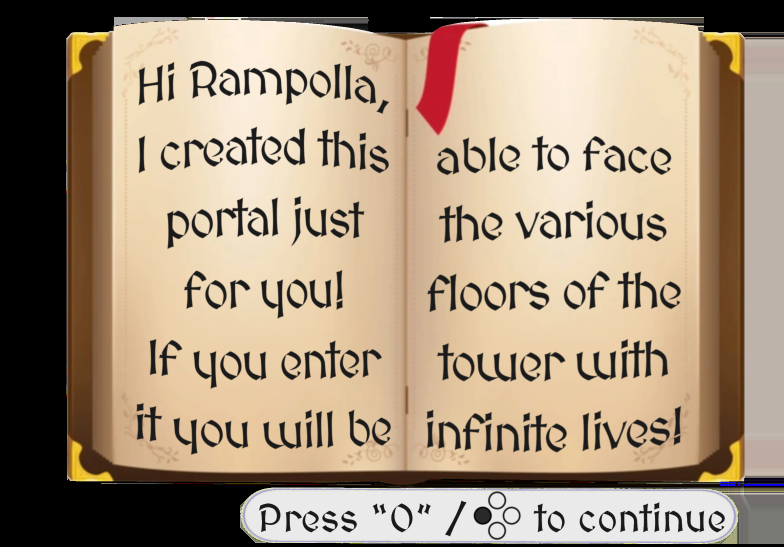 Hi Rampolla,
I created this
portal just
for you!
If you enter
it you will be
able to face
the various
floors of the
tower with
infinite lives!
Press "O" / to continue